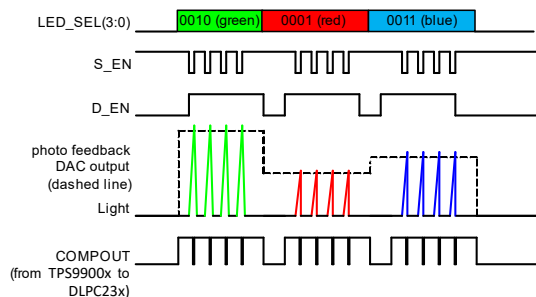 LED_SEL(3:0)
0010 (green)
0001 (red)
0011 (blue)
S_EN
D_EN
photo feedback
DAC output
(dashed line)
Light
COMPOUT
(from TPS9900x to
DLPC23x)